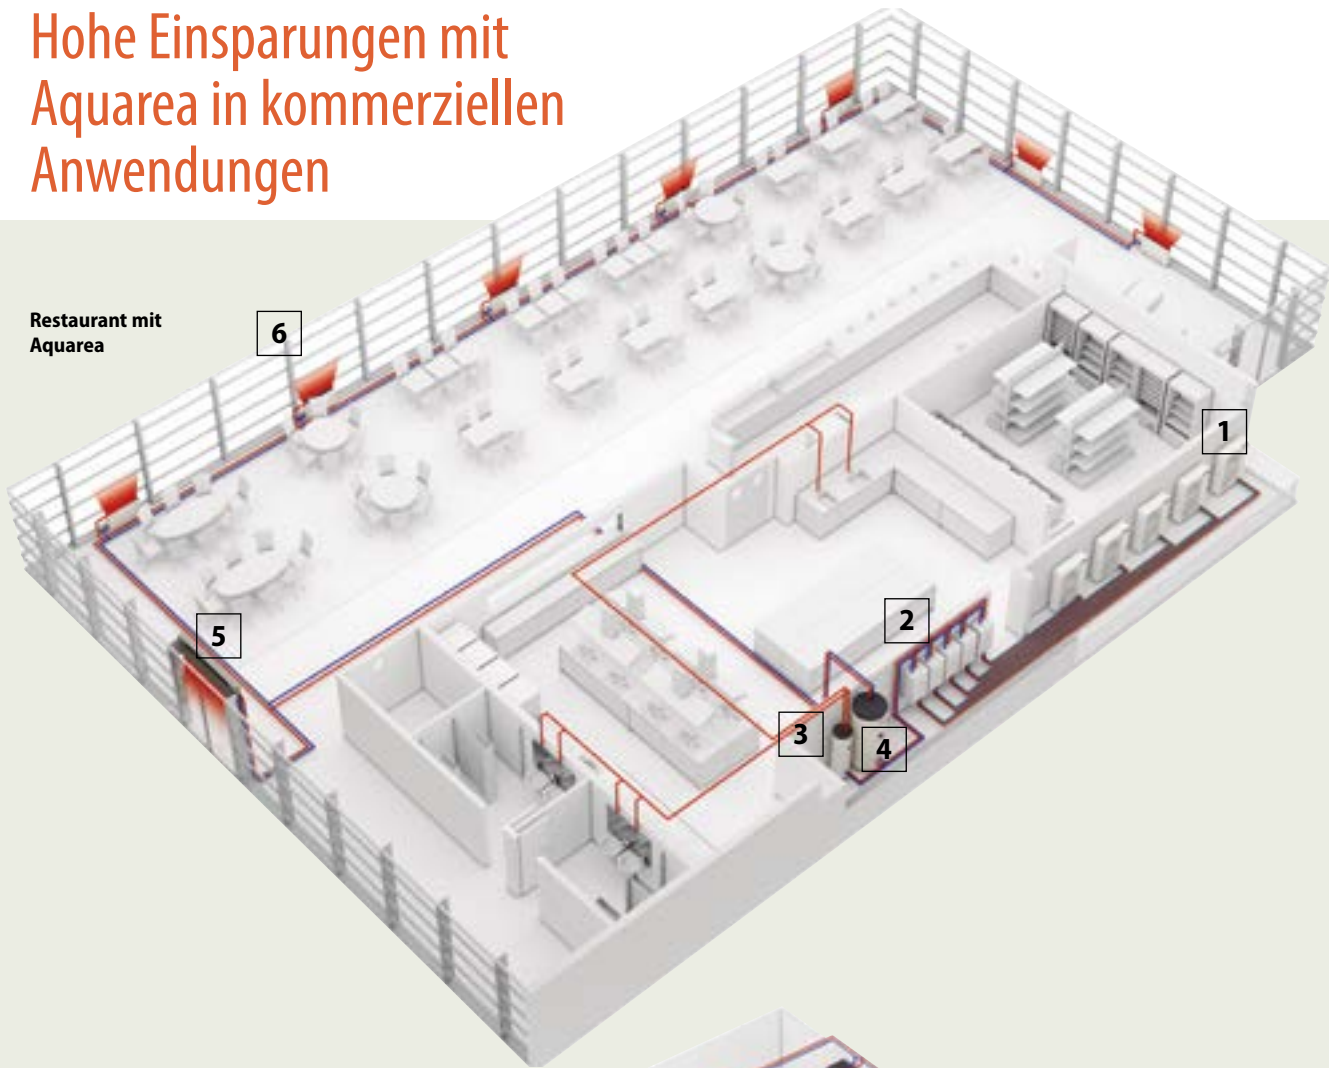 Hohe Einsparungen mit
Aquarea in kommerziellen
Anwendungen
Restaurant mit
Aquarea
6
1
2
5
3
4